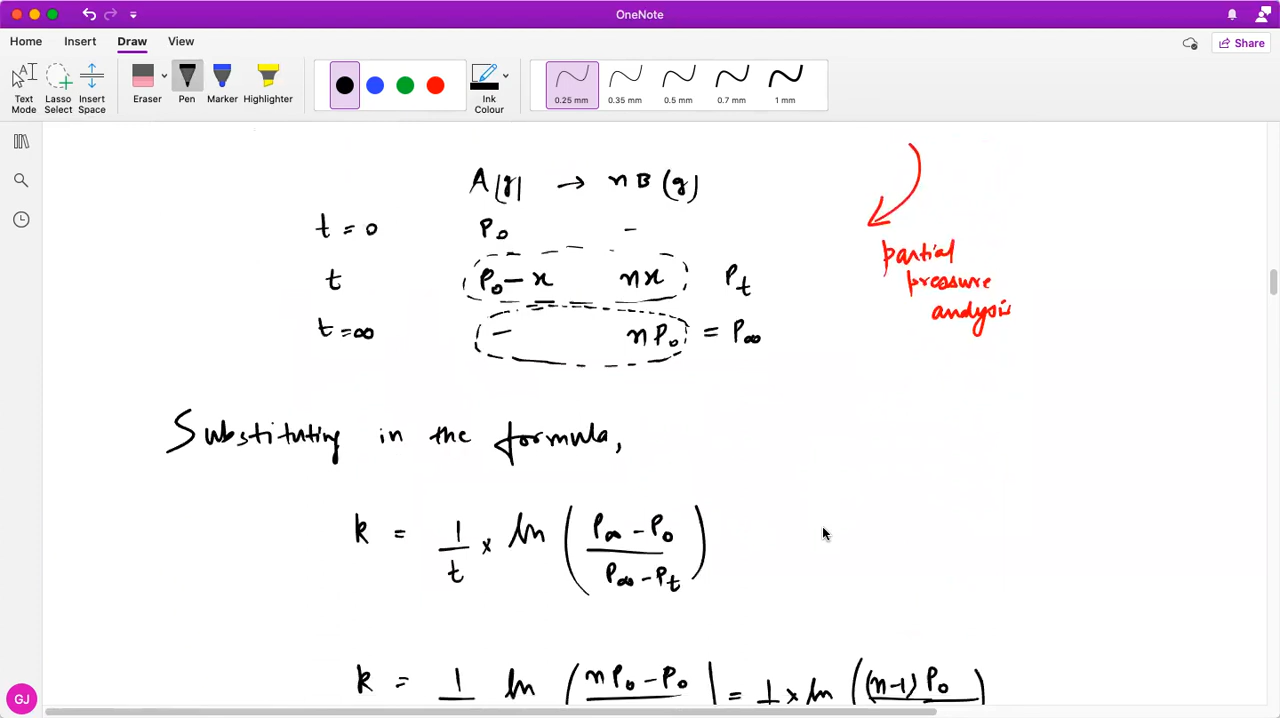 OneNote
Home Insert Draw View
Share
Text Mode
Lasso Select
Insert Space
Eraser
Pen
Marker
Highlighter
Ink Colour
0.25 mm
0.35 mm
0.5 mm
0.7 mm
1 mm
A(g) → n B (g)
t = 0 P₀ -
t P₀ - x nx Pₜ
t = ∞ - nP₀ = P∞
partial
pressure
analysis
Substituting in the formula,
k = 1/t × ln ( (P∞ - P₀) / (P∞ - Pₜ) )
k = 1 ln ( nP₀ - P₀ ) = 1 × ln ( (n-1) P₀ )
GJ